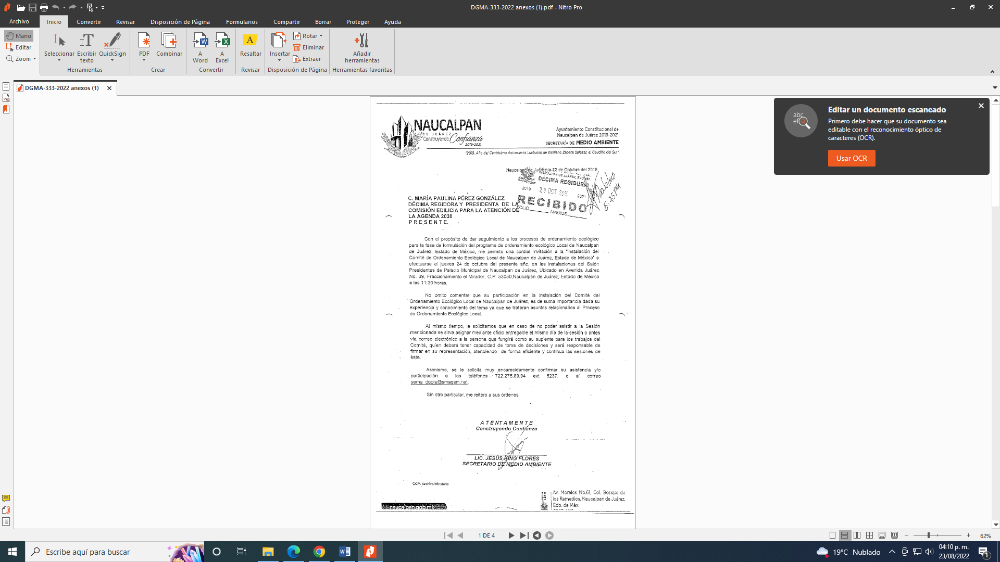 DGMA-333-2022 anexos (1).pdf - Nitro Pro
Archivo
Inicio
Convertir
Revisar
Disposición de Página
Formularios
Compartir
Borrar
Proteger
Ayuda
Mano
Editar
Zoom
Seleccionar
Escribir texto
QuickSign
Herramientas
PDF
Combinar
Crear
A Word
A Excel
Convertir
Resaltar
Revisar
Insertar
Rotar
Eliminar
Extraer
Disposición de Página
Añadir herramientas
Herramientas favoritas
DGMA-333-2022 anexos (1)
Editar un documento escaneado
Primero debe hacer que su documento sea
editable con el reconocimiento óptico de
caracteres (OCR).
Usar OCR
NAUCALPAN
DE JUÁREZ
Construyendo Confianza
2019-2021
Ayuntamiento Constitucional de
Naucalpan de Juárez 2019-2021
SECRETARÍA DE MEDIO AMBIENTE
"2019. Año del Centésimo Aniversario Luctuoso de Emiliano Zapata Salazar, el Caudillo del Sur".
Naucalpan de Juárez a 22 de Octubre del 2019
NAUCALPAN DE JUÁREZ, EDO. MEX
DÉCIMA REGIDURÍA
2019 23 OCT 2019 2021
RECIBIDO
FOLIO ANEXOS
5:45 PM
C. MARÍA PAULINA PÉREZ GONZÁLEZ
DÉCIMA REGIDORA Y PRESIDENTA DE LA
COMISIÓN EDILICIA PARA LA ATENCIÓN DE
LA AGENDA 2030
P R E S E N T E.
Con el propósito de dar seguimiento a los procesos de ordenamiento ecológico
para la fase de formulación del programa de ordenamiento ecológico Local de Naucalpan
de Juárez, Estado de México, me permito una cordial Invitación a la "instalación del
Comité de Ordenamiento Ecológico Local de Naucalpan de Juárez, Estado de México" a
efectuarse el jueves 24 de octubre del presente año, en las instalaciones del Salón
Presidentes de Palacio Municipal de Naucalpan de Juárez, Ubicado en Avenida Juárez
No. 39, Fraccionamiento el Mirador, C.P. 53050,Naucalpan de Juárez, Estado de México
a las 11:30 horas.
No omito comentar que su participación en la Instalación del Comité del
Ordenamiento Ecológico Local de Naucalpan de Juárez, es de suma importancia dada su
experiencia y conocimiento del tema ya que se trataran asuntos relacionados al Proceso
de Ordenamiento Ecológico Local.
Al mismo tiempo, le solicitamos que en caso de no poder asistir a la Sesión
mencionada se sirva asignar mediante oficio entregable el mismo día de la sesión o antes
vía correo electrónico a la persona que fungirá como su suplente para los trabajos del
Comité, quien deberá tener capacidad de toma de decisiones y será responsable de
firmar en su representación, atendiendo de forma eficiente y continua las sesiones de
éste.
Asimismo, se le solicita muy encarecidamente confirmar su asistencia y/o
participación a los teléfonos 722.275.89.94 ext 5237, o al correo
sema_dgoia@smagem.net.
Sin otro particular, me reitero a sus órdenes
A T E N T A M E N T E
Construyendo Confianza
LIC. JESÚS KING FLORES
SECRETARIO DE MEDIO AMBIENTE
CCP. Archivo/Minutario
naucalpan.gob.mx
Av. Morelos No.61, Col. Bosque de
los Remedios, Naucalpan de Juárez,
Edo. de Méx.
1 DE 4
62%
Escribe aquí para buscar
19°C Nublado
04:10 p. m.
23/08/2022
1